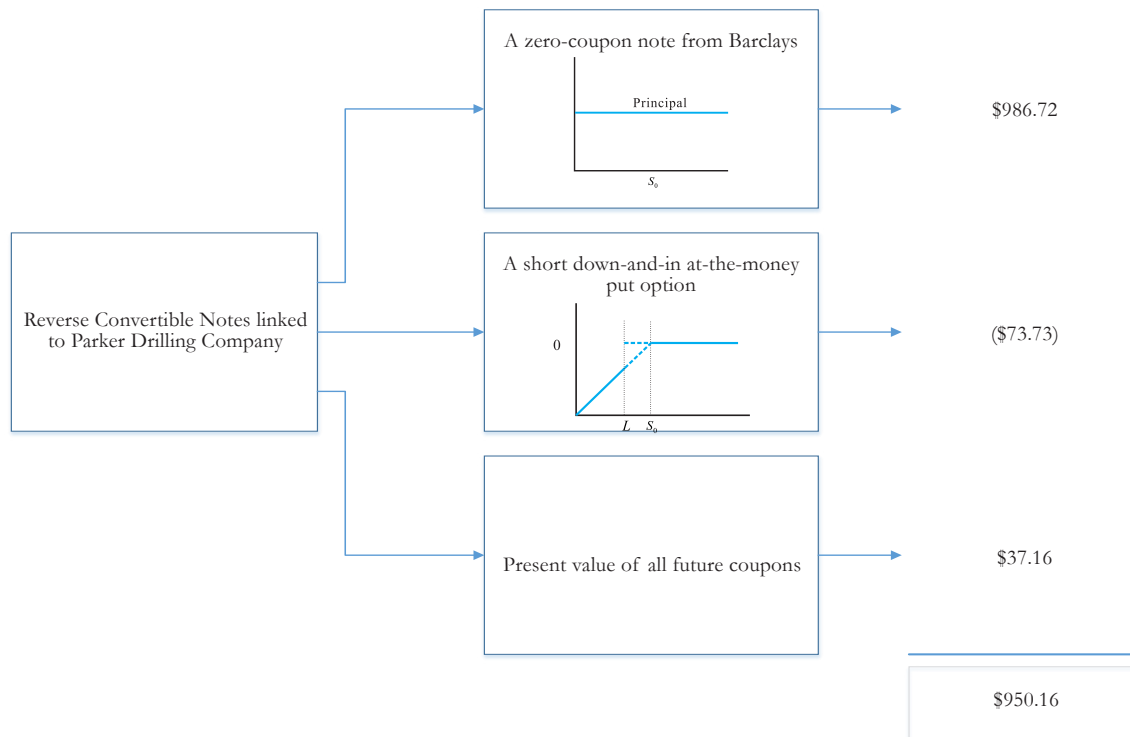 A zero-coupon note from Barclays
Principal
S₀
$986.72
Reverse Convertible Notes linked
to Parker Drilling Company
A short down-and-in at-the-money
put option
0
L S₀
($73.73)
Present value of all future coupons
$37.16
$950.16